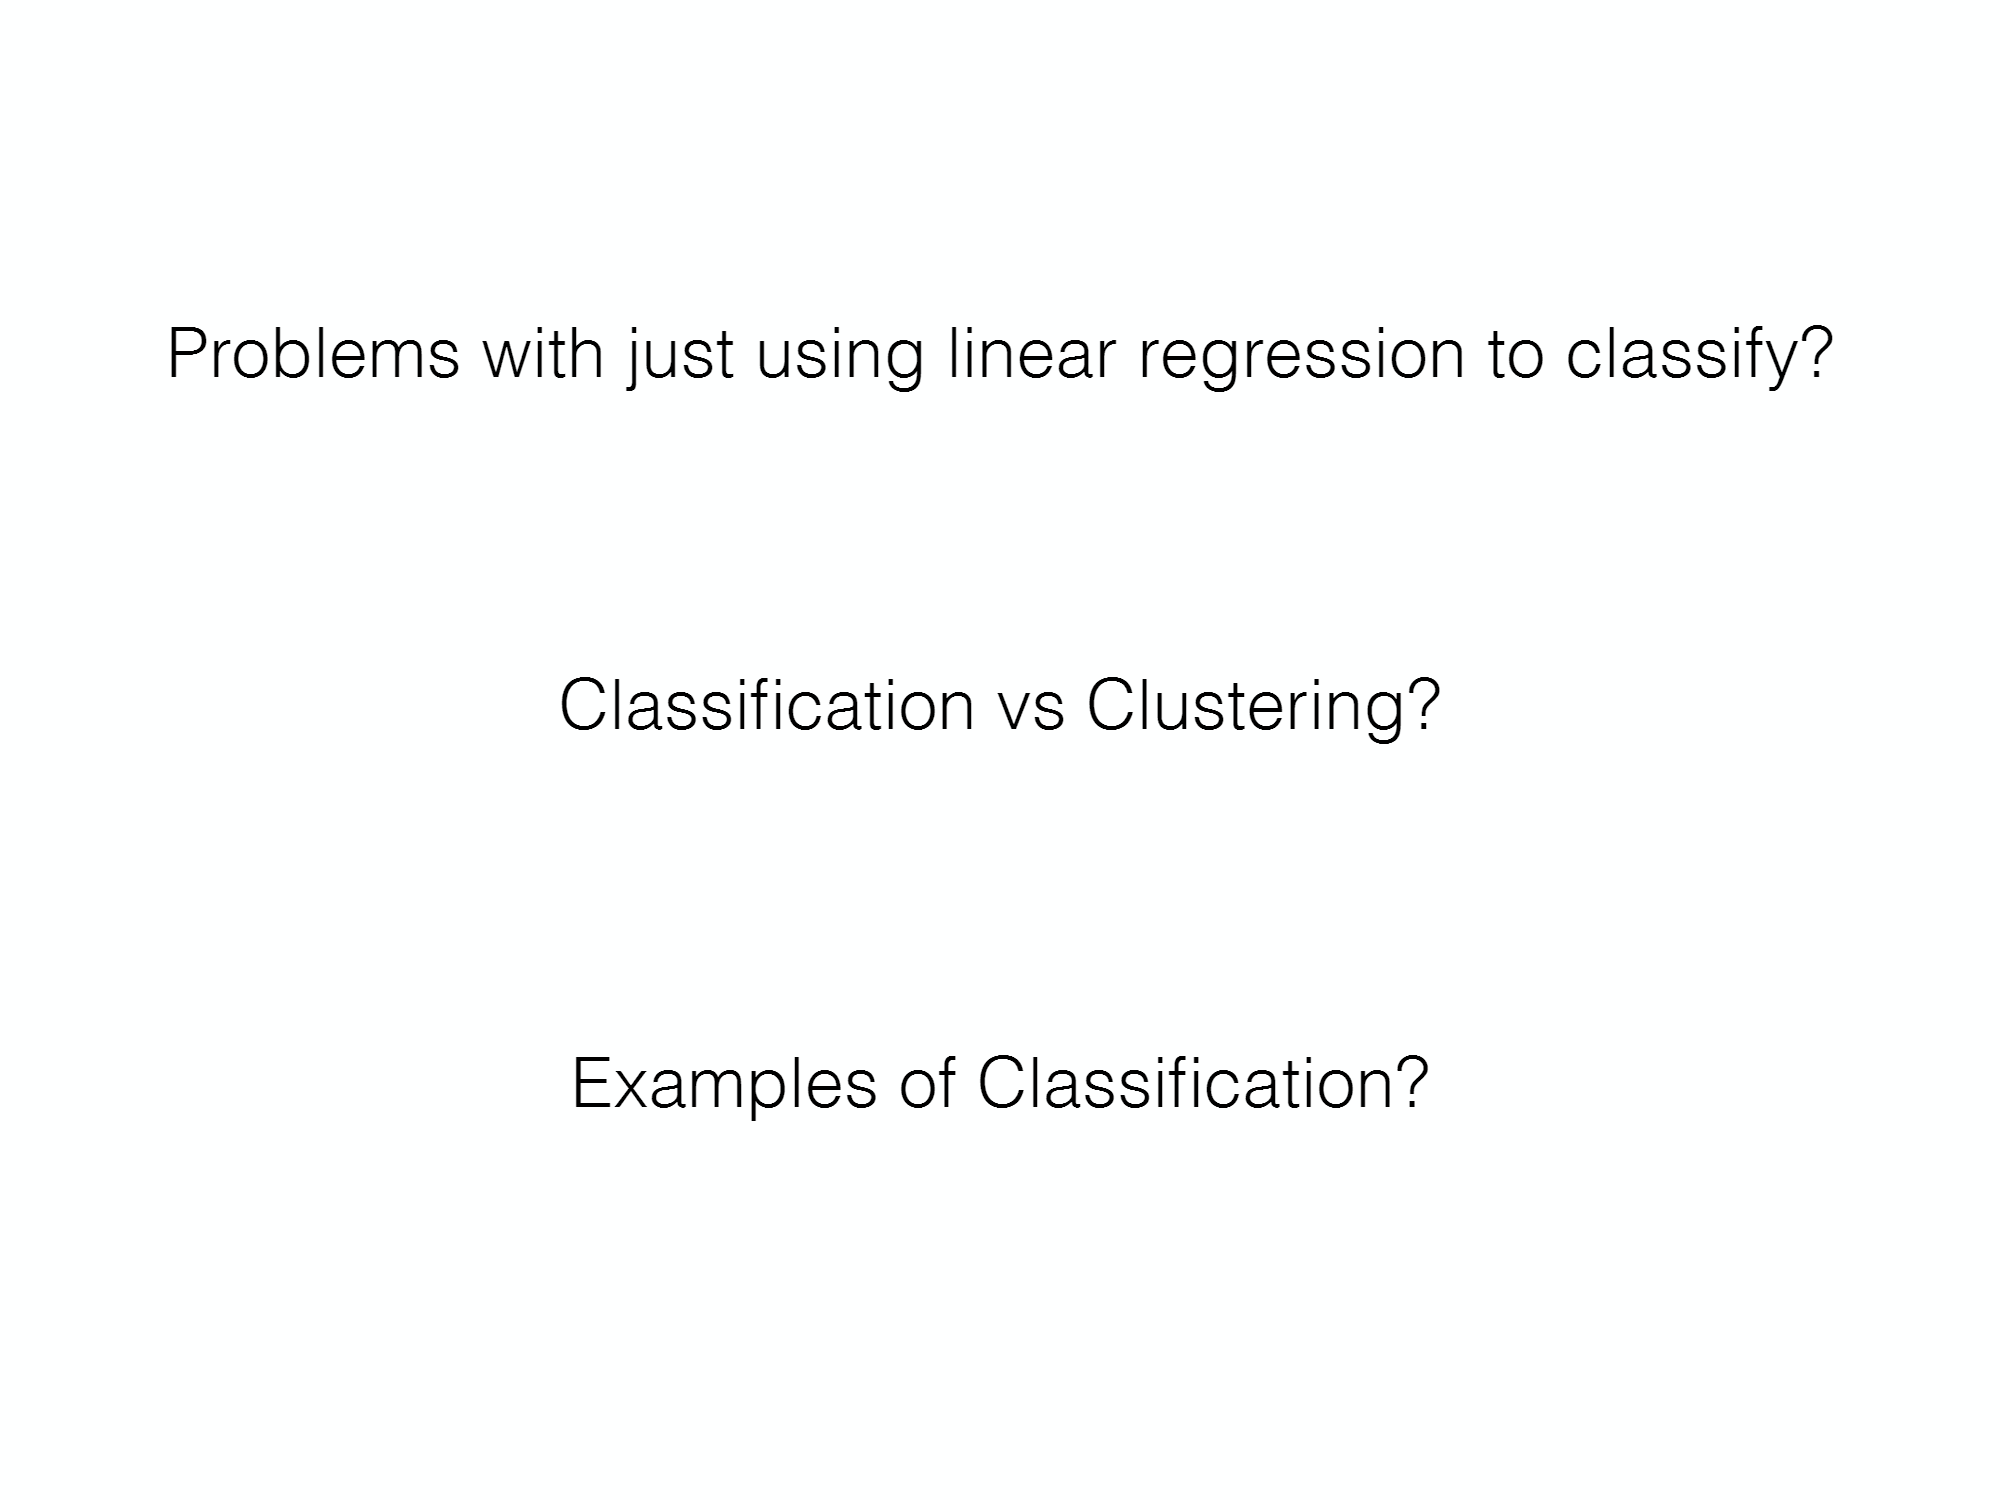 Problems with just using linear regression to classify?
Classification vs Clustering?
Examples of Classification?